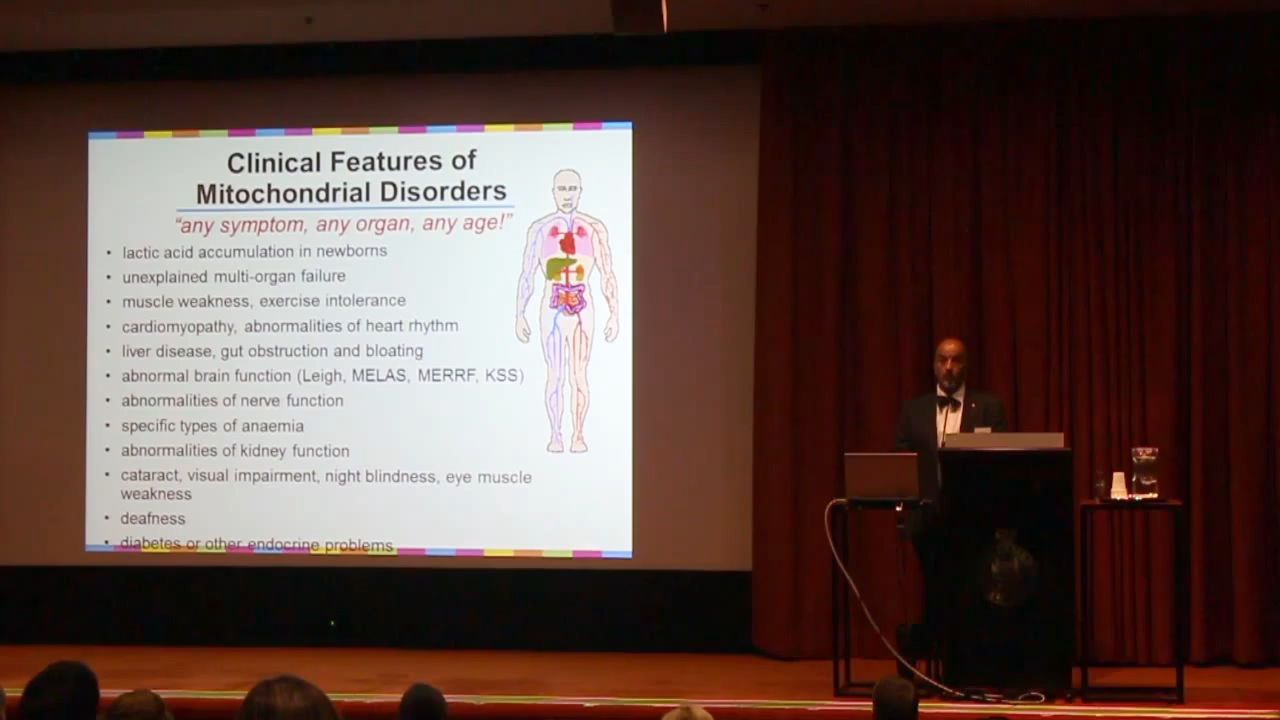 Clinical Features of
Mitochondrial Disorders
“any symptom, any organ, any age!”
• lactic acid accumulation in newborns
• unexplained multi-organ failure
• muscle weakness, exercise intolerance
• cardiomyopathy, abnormalities of heart rhythm
• liver disease, gut obstruction and bloating
• abnormal brain function (Leigh, MELAS, MERRF, KSS)
• abnormalities of nerve function
• specific types of anaemia
• abnormalities of kidney function
• cataract, visual impairment, night blindness, eye muscle
weakness
• deafness
• diabetes or other endocrine problems